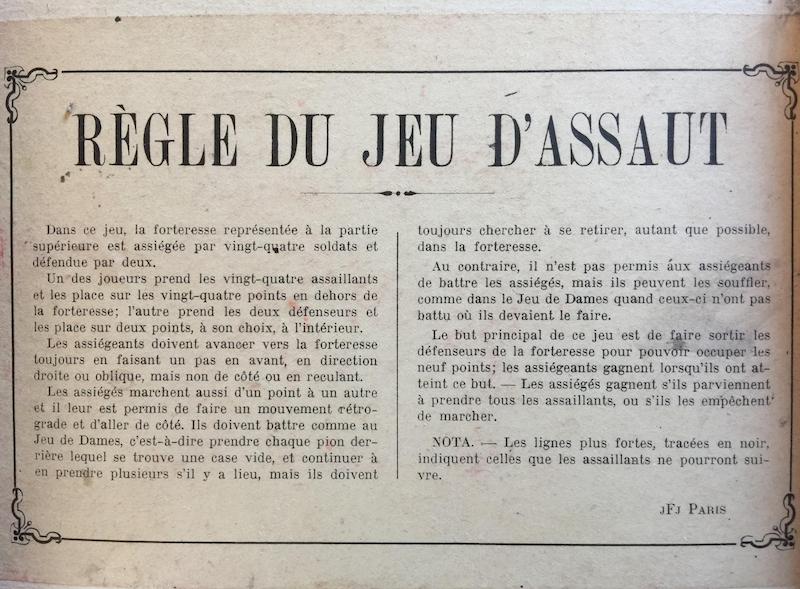 RÈGLE DU JEU D'ASSAUT
Dans ce jeu, la forteresse représentée à la partie
supérieure est assiégée par vingt-quatre soldats et
défendue par deux.
Un des joueurs prend les vingt-quatre assaillants
et les place sur les vingt-quatre points en dehors de
la forteresse; l'autre prend les deux défenseurs et
les place sur deux points, à son choix, à l'intérieur.
Les assiégeants doivent avancer vers la forteresse
toujours en faisant un pas en avant, en direction
droite ou oblique, mais non de côté ou en reculant.
Les assiégés marchent aussi d'un point à un autre
et il leur est permis de faire un mouvement rétro-
grade et d'aller de côté. Ils doivent battre comme au
Jeu de Dames, c'est-à-dire prendre chaque pion der-
rière lequel se trouve une case vide, et continuer à
en prendre plusieurs s'il y a lieu, mais ils doivent
toujours chercher à se retirer, autant que possible,
dans la forteresse.
Au contraire, il n'est pas permis aux assiégeants
de battre les assiégés, mais ils peuvent les souffler,
comme dans le Jeu de Dames quand ceux-ci n'ont pas
battu où ils devaient le faire.
Le but principal de ce jeu est de faire sortir les
défenseurs de la forteresse pour pouvoir occuper les
neuf points; les assiégeants gagnent lorsqu'ils ont at-
teint ce but. — Les assiégés gagnent s'ils parviennent
à prendre tous les assaillants, ou s'ils les empêchent
de marcher.
NOTA. — Les lignes plus fortes, tracées en noir,
indiquent celles que les assaillants ne pourront sui-
vre.
JFJ PARIS